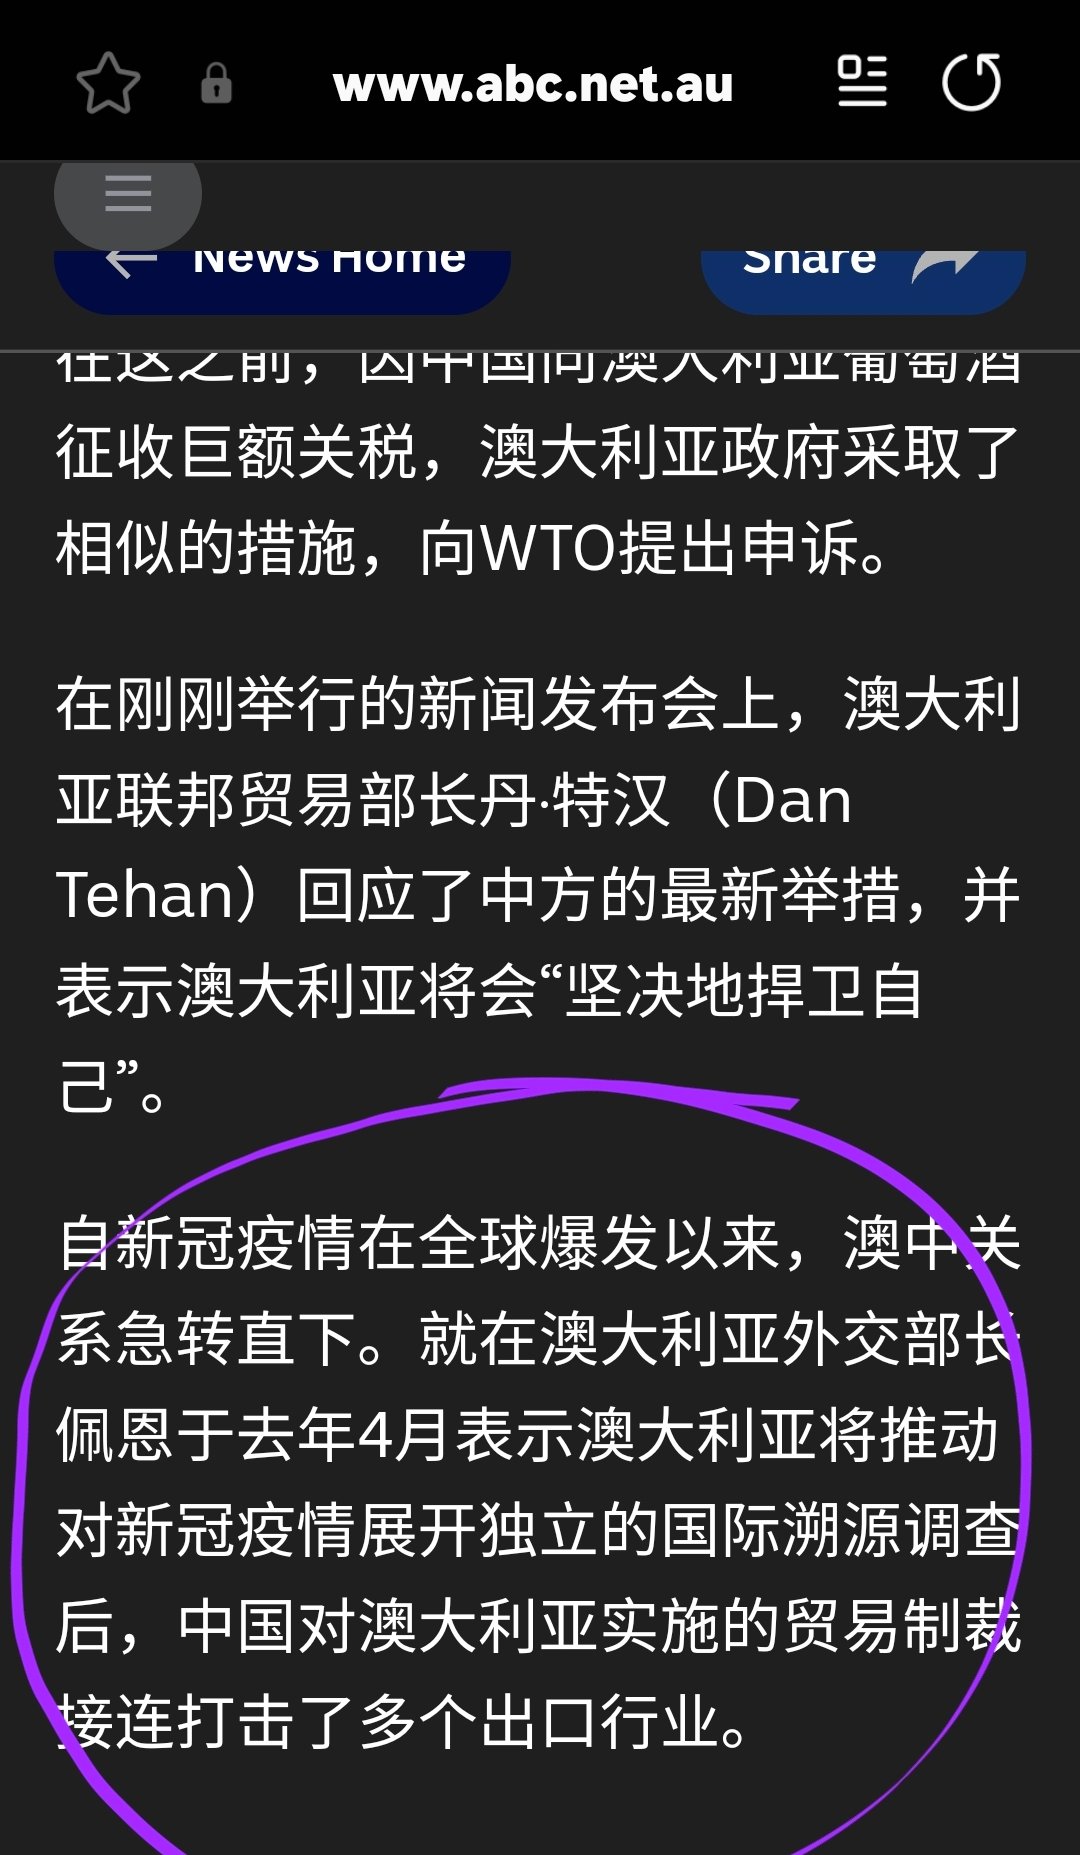 www.abc.net.au
News Home
Share
在这之前，因中国向澳大利亚葡萄酒
征收巨额关税，澳大利亚政府采取了
相似的措施，向WTO提出申诉。
在刚刚举行的新闻发布会上，澳大利
亚联邦贸易部长丹·特汉（Dan
Tehan）回应了中方的最新举措，并
表示澳大利亚将会“坚决地捍卫自
己”。
自新冠疫情在全球爆发以来，澳中关
系急转直下。就在澳大利亚外交部长
佩恩于去年4月表示澳大利亚将推动
对新冠疫情展开独立的国际溯源调查
后，中国对澳大利亚实施的贸易制裁
接连打击了多个出口行业。